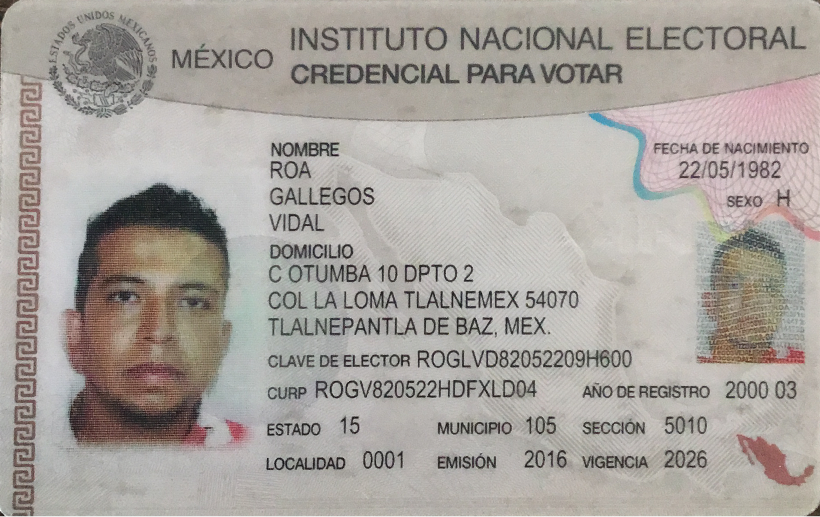 ESTADOS UNIDOS MEXICANOS
MÉXICO INSTITUTO NACIONAL ELECTORAL
CREDENCIAL PARA VOTAR
NOMBRE
ROA
GALLEGOS
VIDAL
FECHA DE NACIMIENTO
22/05/1982
SEXO H
DOMICILIO
C OTUMBA 10 DPTO 2
COL LA LOMA TLALNEMEX 54070
TLALNEPANTLA DE BAZ, MEX.
CLAVE DE ELECTOR ROGLVD82052209H600
CURP ROGV820522HDFXLD04 AÑO DE REGISTRO 2000 03
ESTADO 15 MUNICIPIO 105 SECCIÓN 5010
LOCALIDAD 0001 EMISIÓN 2016 VIGENCIA 2026